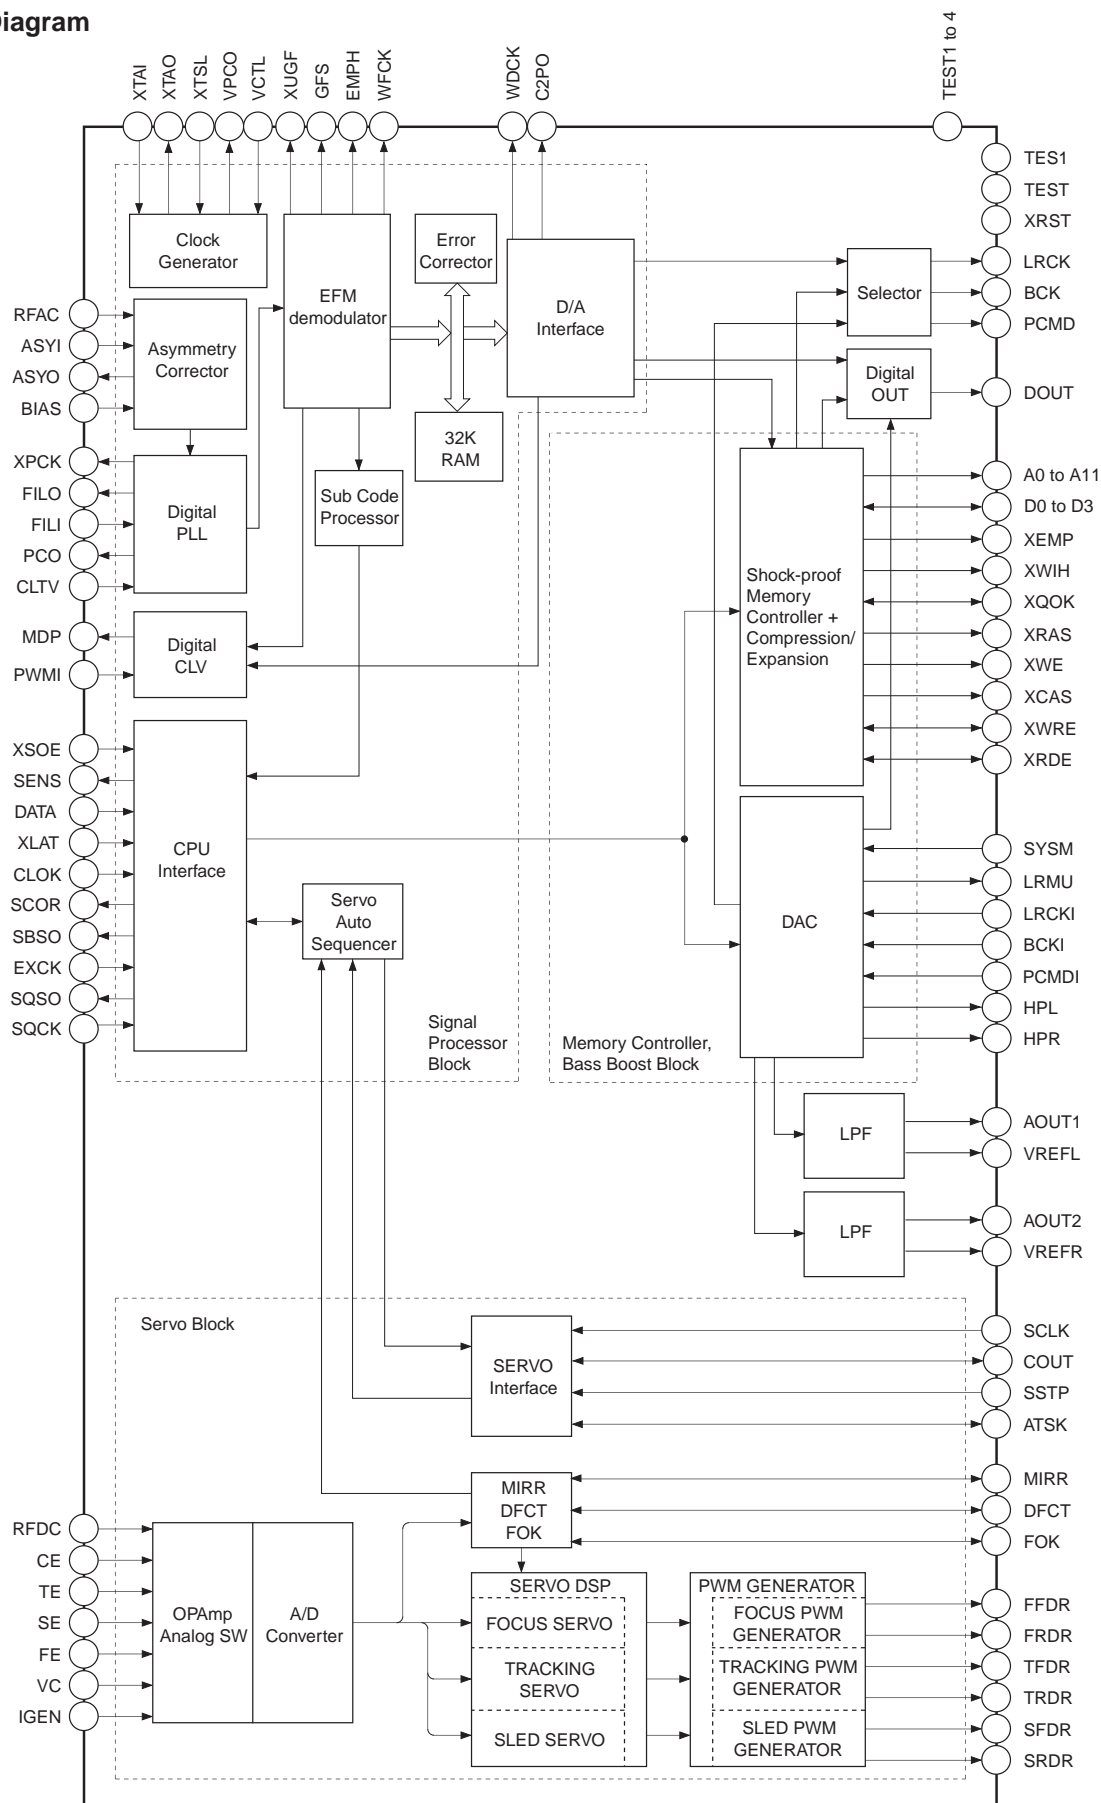 Diagram
XTAI
XTAO
XTSL
VPCO
VCTL
XUGF
GFS
EMPH
WFCK
WDCK
C2PO
TEST1 to 4
TES1
TEST
XRST
Clock
Generator
EFM
demodulator
Error
Corrector
D/A
Interface
Selector
LRCK
BCK
PCMD
RFAC
ASYI
ASYO
BIAS
Asymmetry
Corrector
Digital
OUT
DOUT
32K
RAM
XPCK
FILO
FILI
PCO
CLTV
Digital
PLL
Sub Code
Processor
MDP
PWMI
Digital
CLV
Shock-proof
Memory
Controller +
Compression/
Expansion
A0 to A11
D0 to D3
XEMP
XWIH
XQOK
XRAS
XWE
XCAS
XWRE
XRDE
XSOE
SENS
DATA
XLAT
CLOK
SCOR
SBSO
EXCK
SQSO
SQCK
CPU
Interface
Servo
Auto
Sequencer
DAC
SYSM
LRMU
LRCKI
BCKI
PCMDI
HPL
HPR
Signal
Processor
Block
Memory Controller,
Bass Boost Block
LPF
AOUT1
VREFL
LPF
AOUT2
VREFR
Servo Block
SERVO
Interface
SCLK
COUT
SSTP
ATSK
MIRR
DFCT
FOK
MIRR
DFCT
FOK
RFDC
CE
TE
SE
FE
VC
IGEN
OPAmp
Analog SW
A/D
Converter
SERVO DSP
FOCUS SERVO
TRACKING
SERVO
SLED SERVO
PWM GENERATOR
FOCUS PWM
GENERATOR
TRACKING PWM
GENERATOR
SLED PWM
GENERATOR
FFDR
FRDR
TFDR
TRDR
SFDR
SRDR